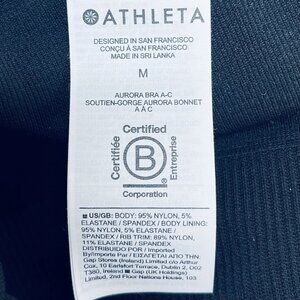 ATHLETA
DESIGNED IN SAN FRANCISCO
CONÇU À SAN FRANCISCO
MADE IN SRI LANKA
M
AURORA BRA A-C
SOUTIEN-GORGE AURORA BONNET
A À C
Certified
Certifiée
B
Entreprise
Corporation
US/GB: BODY: 95% NYLON, 5%
ELASTANE / SPANDEX / BODY LINING:
95% NYLON, 5% ELASTANE /
SPANDEX / RIB TRIM: 89% NYLON,
11% ELASTANE / SPANDEX
DISTRIBUIDO POR / Imported
By/Importé Par / ΕΙΣΑΓΕΤΑΙ ΑΠΟ ΤΗΝ
Gap Stores (Ireland) Limited c/o Arthur
Cox, 10 Earlsfort Terrace, Dublin 2, D02
T380, Ireland Gap (UK Holdings)
Limited, 2nd Floor Nations House, 103